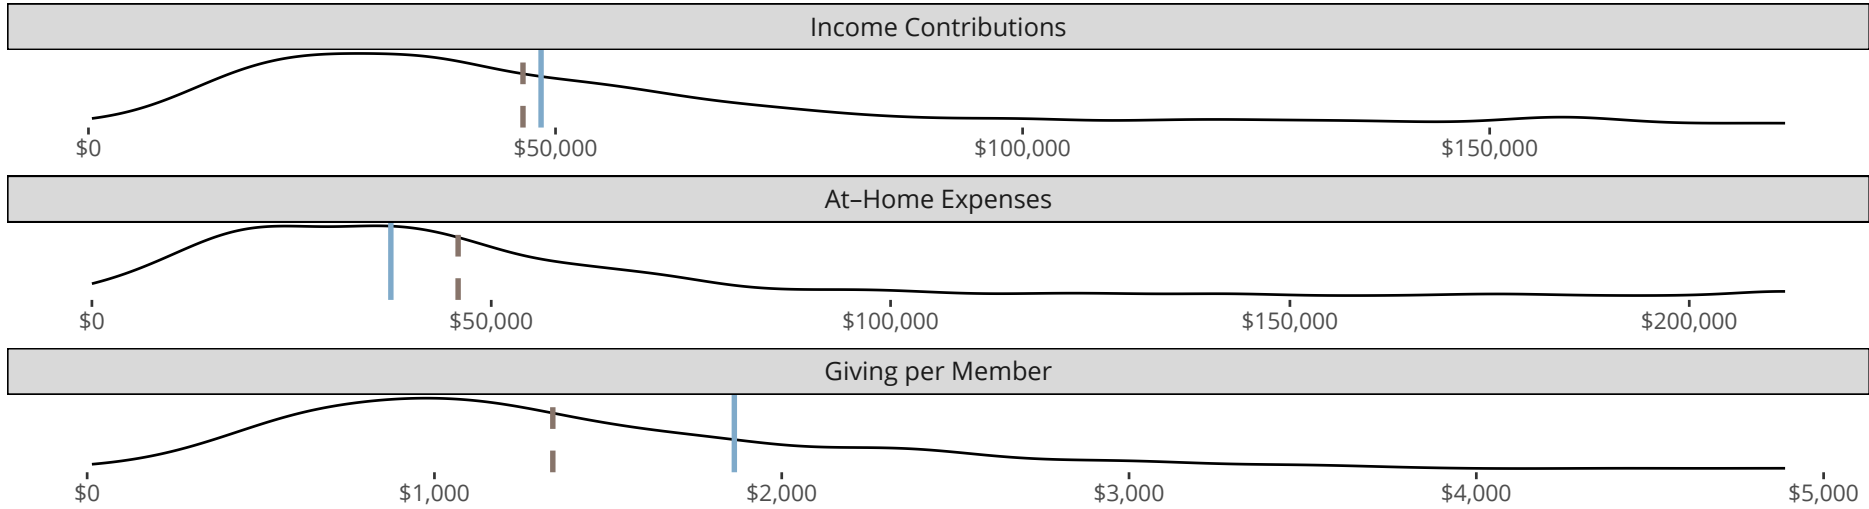 Income Contributions
$0 $50,000 $100,000 $150,000
At–Home Expenses
$0 $50,000 $100,000 $150,000 $200,000
Giving per Member
$0 $1,000 $2,000 $3,000 $4,000 $5,000